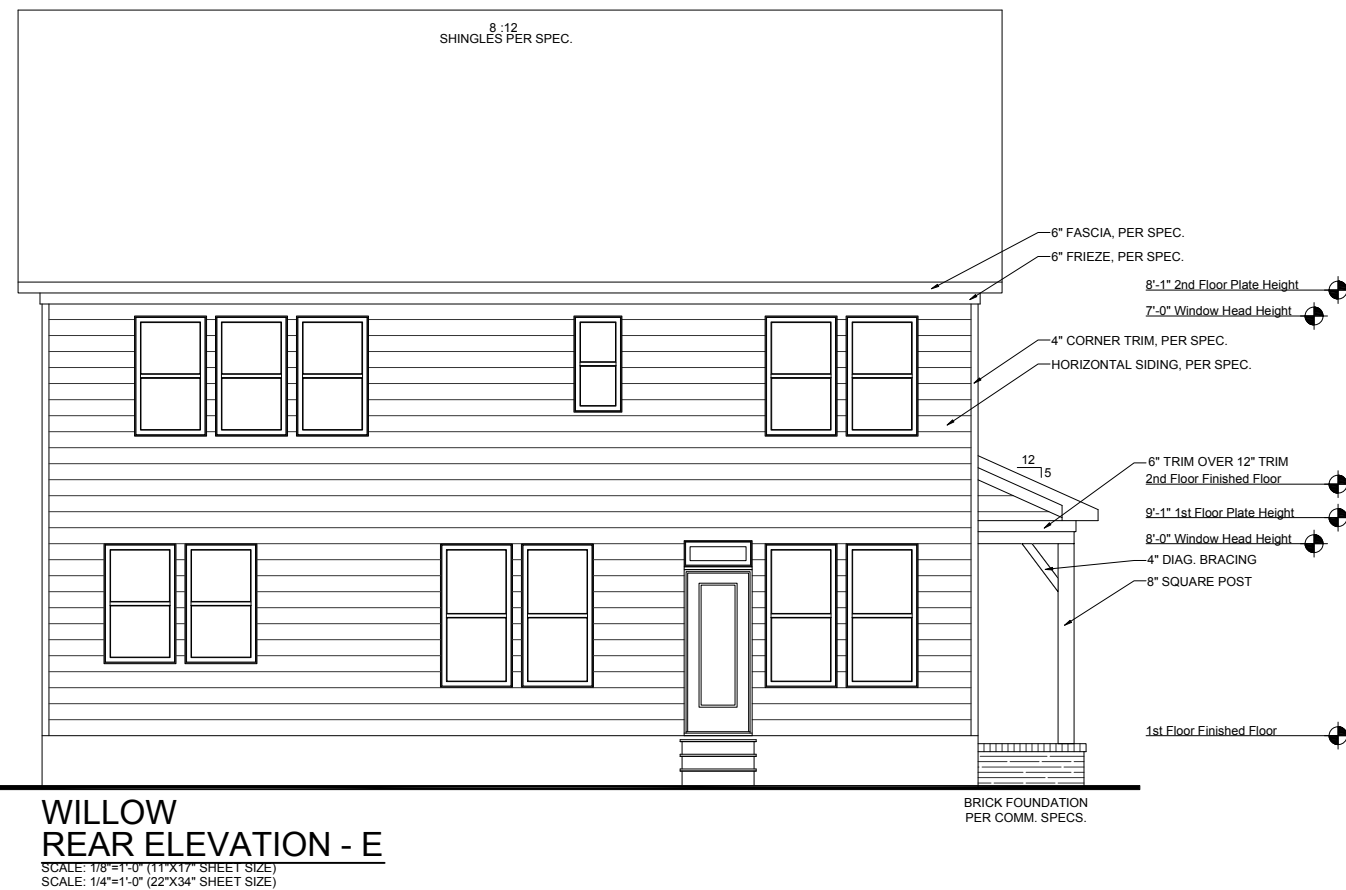 8 :12
SHINGLES PER SPEC.
6" FASCIA, PER SPEC.
6" FRIEZE, PER SPEC.
8'-1" 2nd Floor Plate Height
7'-0" Window Head Height
4" CORNER TRIM, PER SPEC.
HORIZONTAL SIDING, PER SPEC.
12
5
6" TRIM OVER 12" TRIM
2nd Floor Finished Floor
9'-1" 1st Floor Plate Height
8'-0" Window Head Height
4" DIAG. BRACING
8" SQUARE POST
1st Floor Finished Floor
BRICK FOUNDATION
PER COMM. SPECS.
WILLOW
REAR ELEVATION - E
SCALE: 1/8"=1'-0" (11"X17" SHEET SIZE)
SCALE: 1/4"=1'-0" (22"X34" SHEET SIZE)